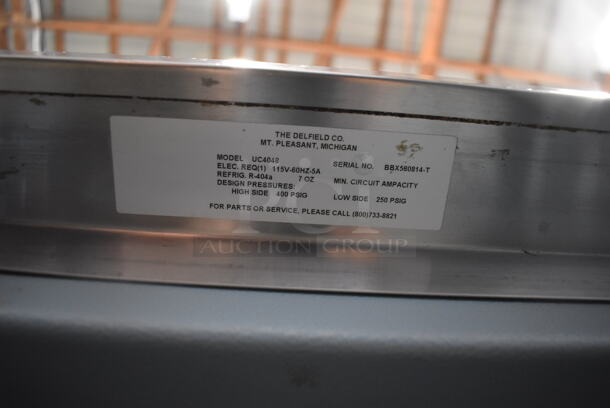 THE DELFIELD CO.
MT. PLEASANT, MICHIGAN
MODEL UC4048 SERIAL NO. BBX560814-T
ELEC. REQ(1) 115V-60HZ-5A
REFRIG. R-404a 7 OZ MIN. CIRCUIT AMPACITY
DESIGN PRESSURES:
HIGH SIDE 400 PSIG LOW SIDE 250 PSIG
FOR PARTS OR SERVICE, PLEASE CALL (800)733-8821
AUCTION GROUP